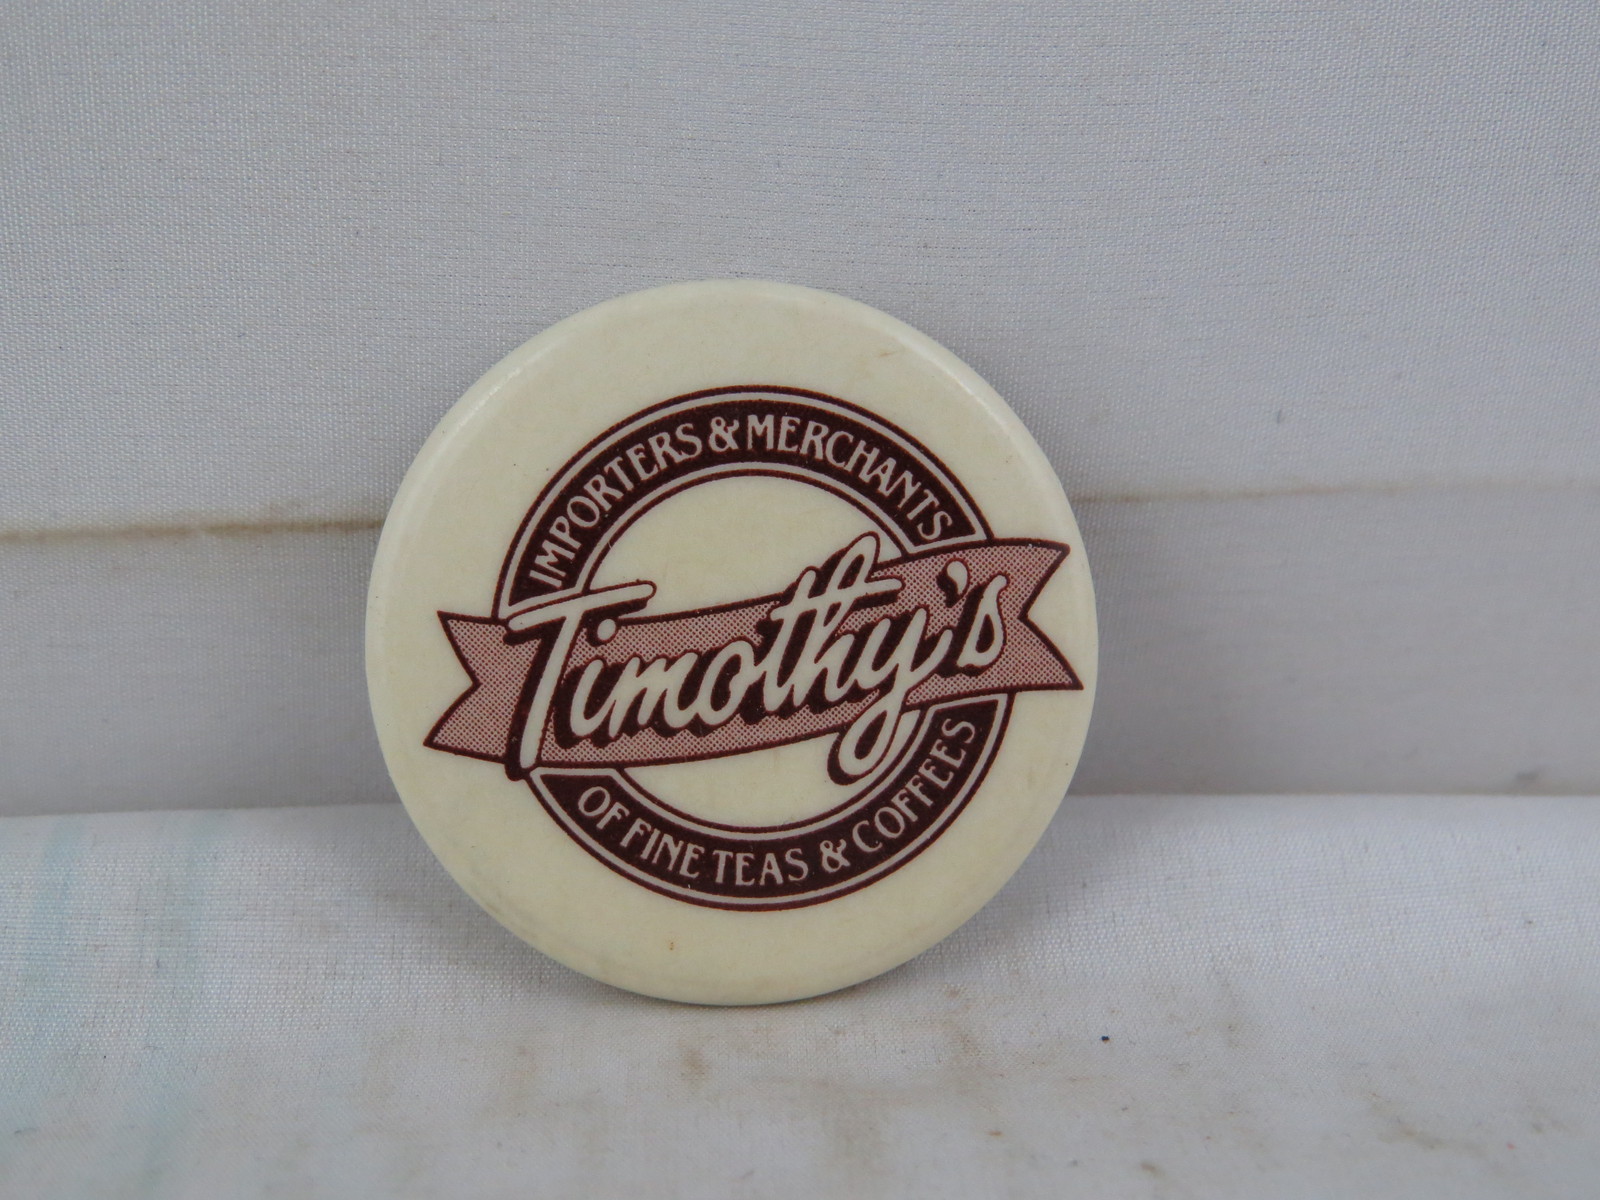 IMPORTERS & MERCHANTS
Timothy's
OF FINE TEAS & COFFEES